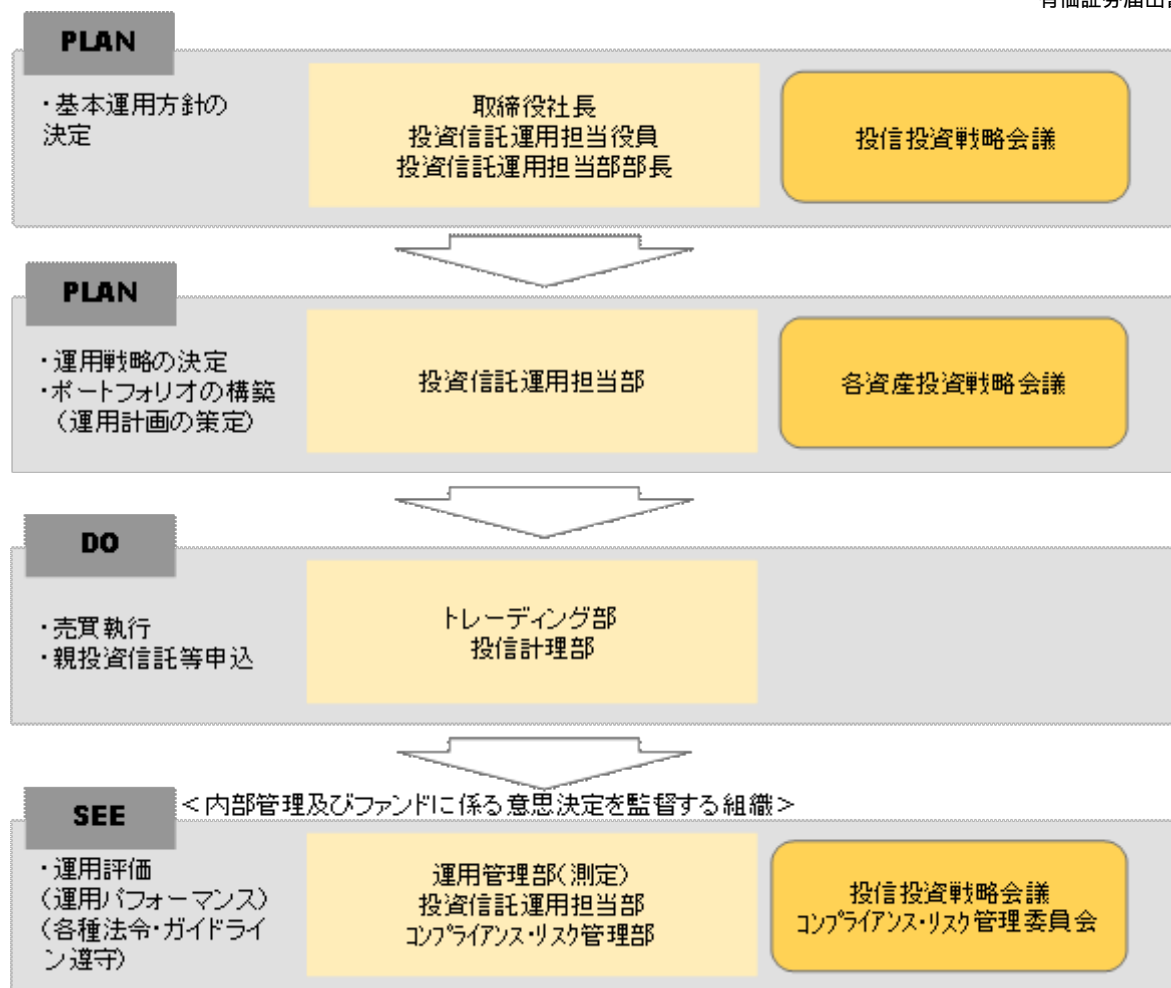 PLAN
・基本運用方針の
決定
取締役社長
投資信託運用担当役員
投資信託運用担当部部長
投信投資戦略会議
PLAN
・運用戦略の決定
・ポートフォリオの構築
(運用計画の策定)
投資信託運用担当部
各資産投資戦略会議
DO
・売買執行
・親投資信託等申込
トレーディング部
投信計理部
SEE
<内部管理及びファンドに係る意思決定を監督する組織>
・運用評価
(運用パフォーマンス)
(各種法令・ガイドライ
ン遵守)
運用管理部(測定)
投資信託運用担当部
コンプライアンス・リスク管理部
投信投資戦略会議
コンプライアンス・リスク管理委員会